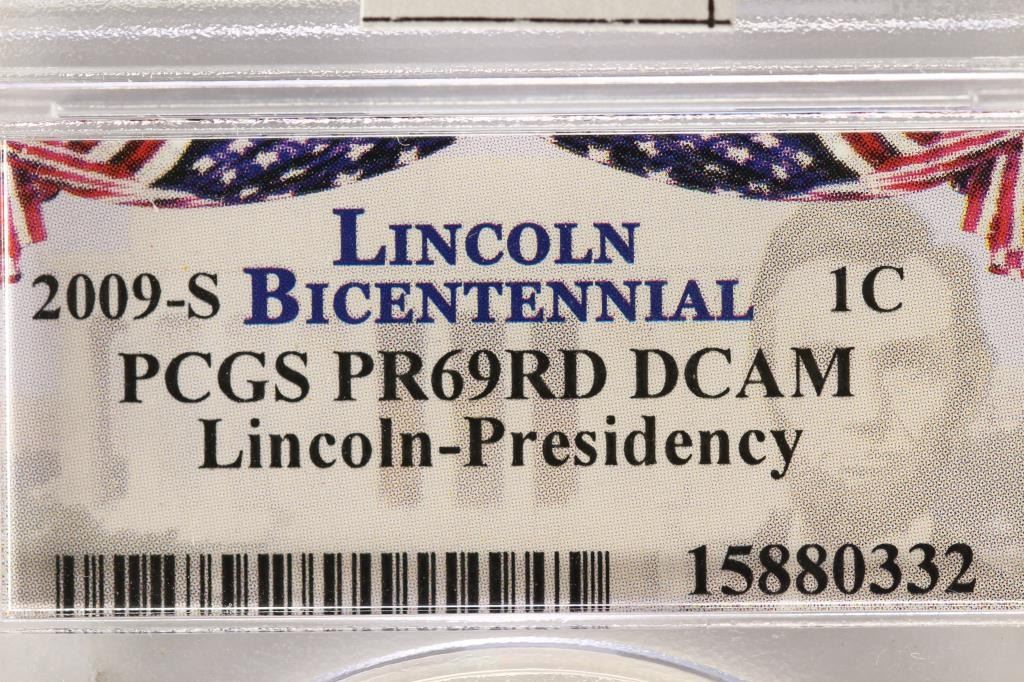 LINCOLN
2009-S BICENTENNIAL 1C
PCGS PR69RD DCAM
Lincoln-Presidency
15880332